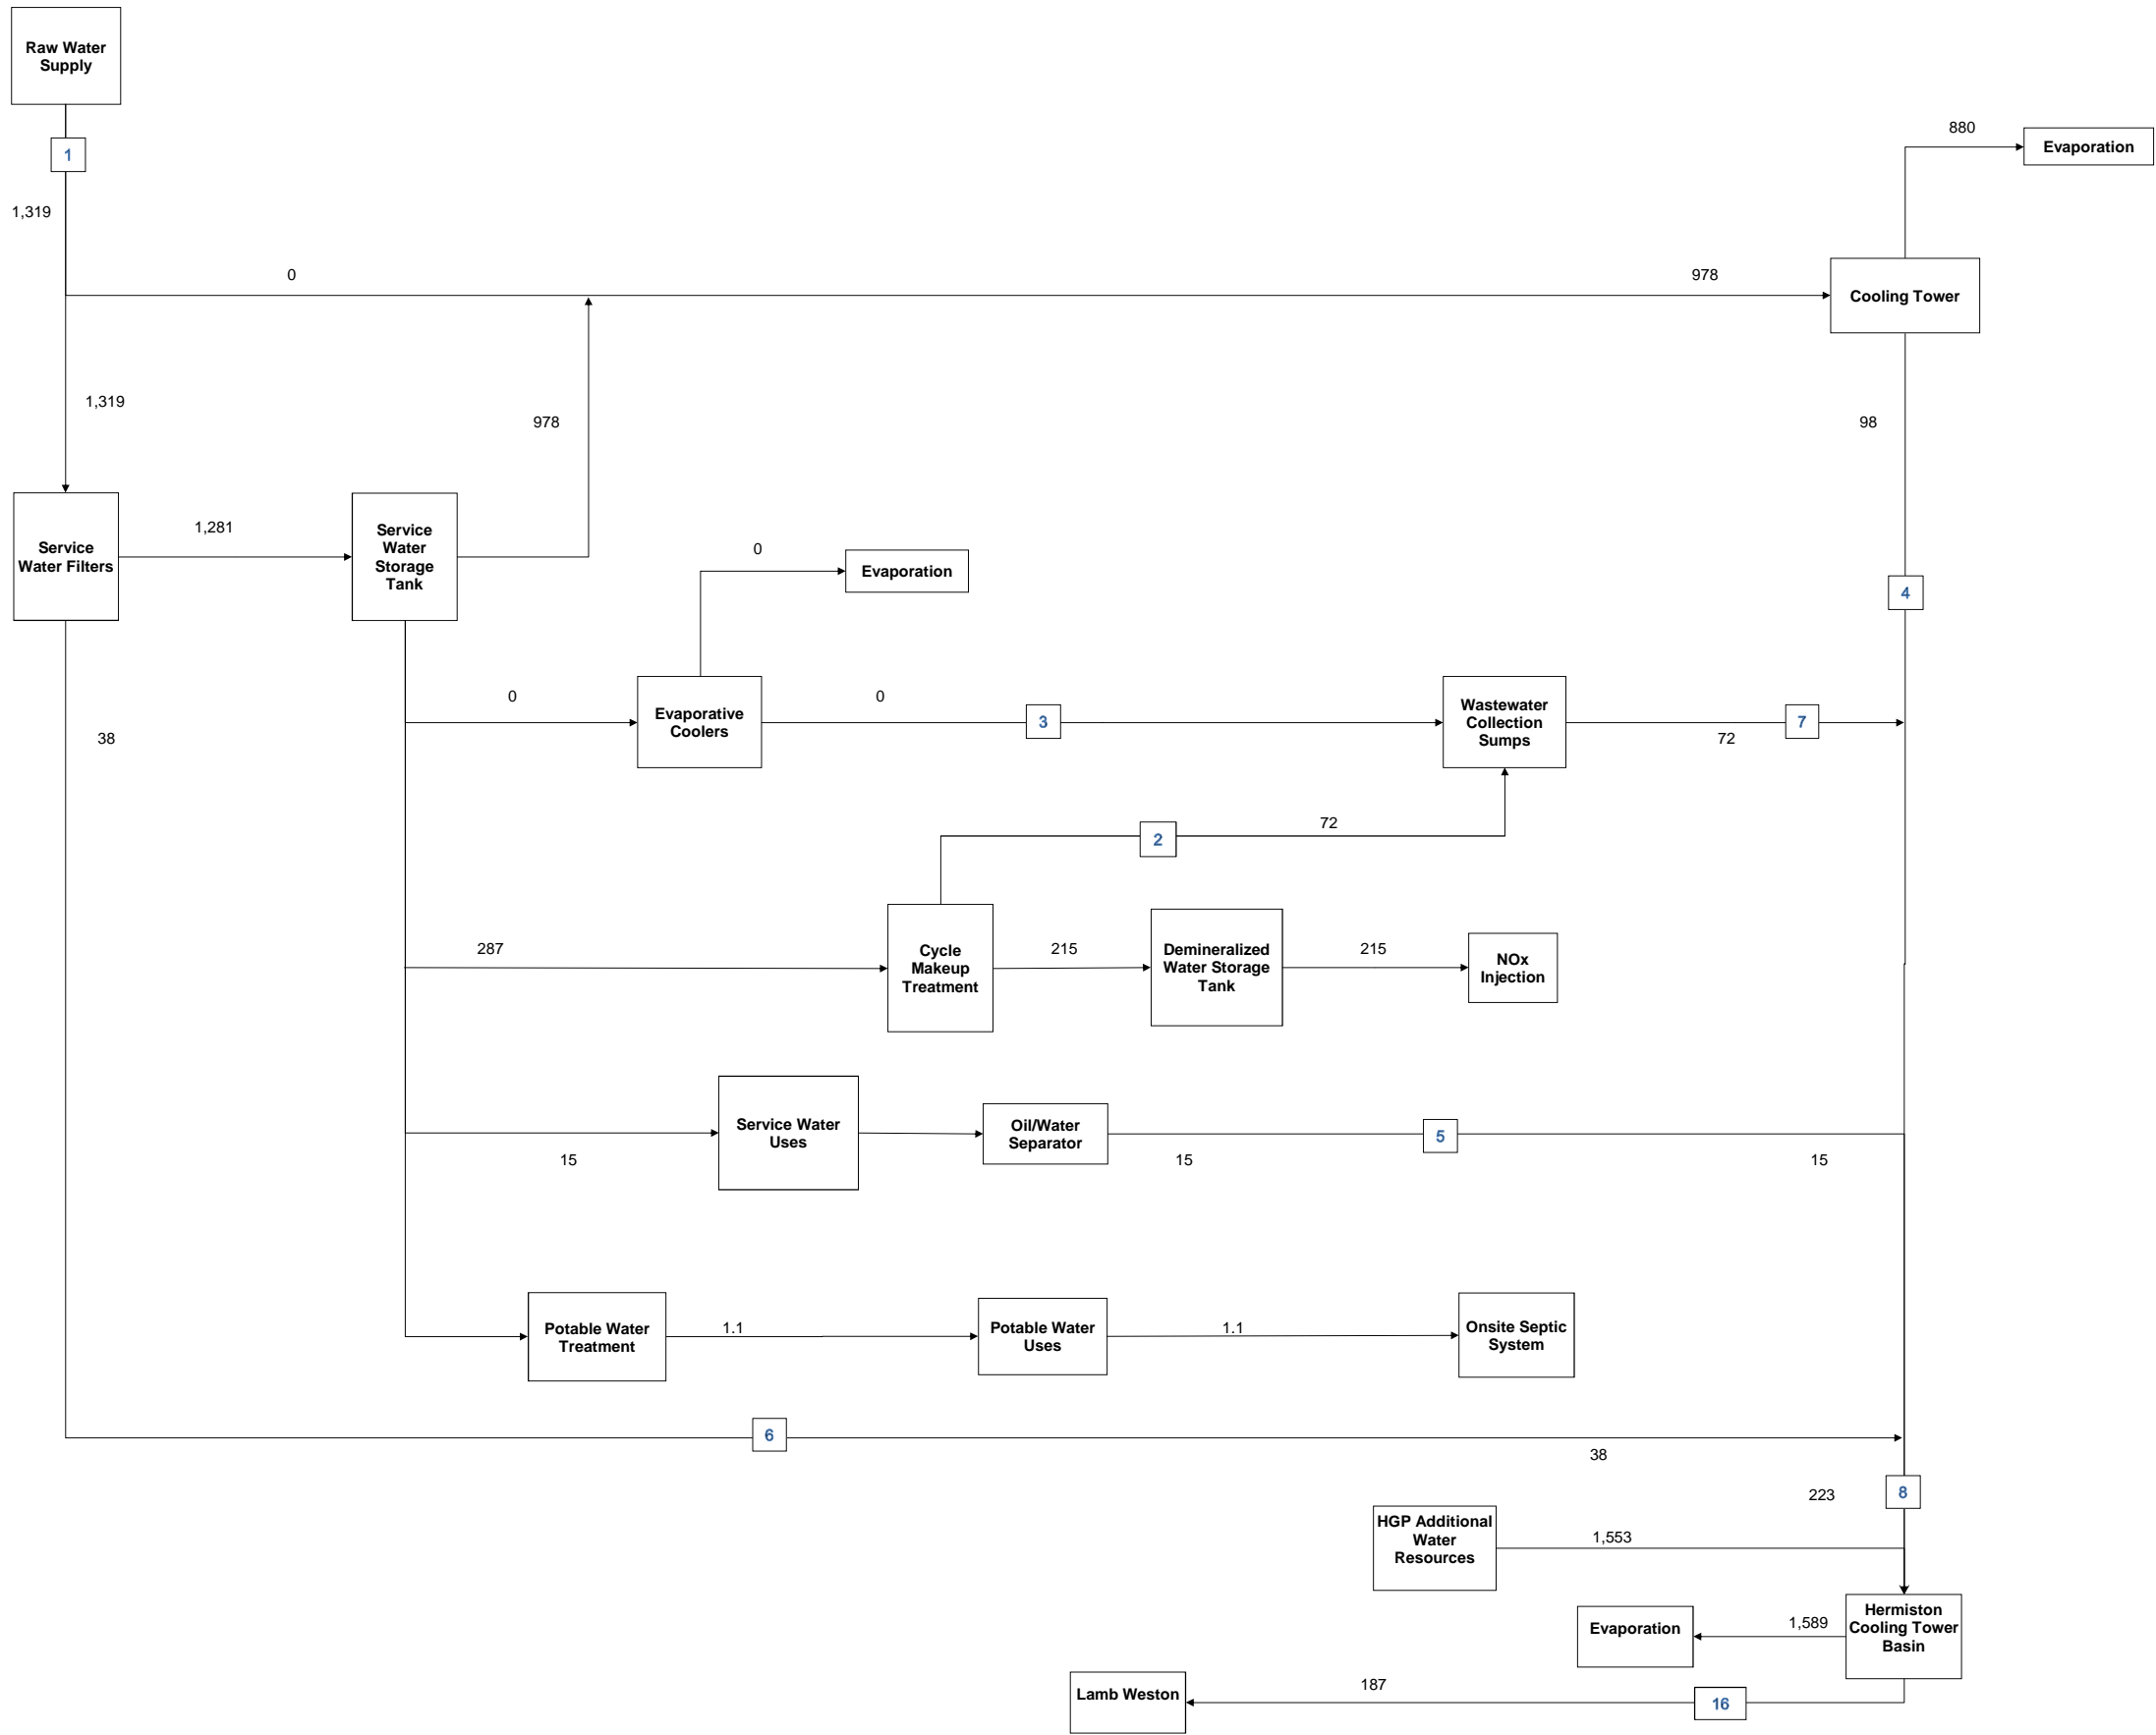 Raw Water
Supply
1
880
Evaporation
1,319
0
978
Cooling Tower
1,319
978
98
Service
Water Filters
1,281
Service
Water
Storage
Tank
0
Evaporation
4
38
0
Evaporative
Coolers
0
3
Wastewater
Collection
Sumps
7
72
2
72
287
Cycle
Makeup
Treatment
215
Demineralized
Water Storage
Tank
215
NOx
Injection
15
Service Water
Uses
Oil/Water
Separator
15
5
15
Potable Water
Treatment
1.1
Potable Water
Uses
1.1
Onsite Septic
System
6
38
223
8
HGP Additional
Water
Resources
1,553
Evaporation
1,589
Hermiston
Cooling Tower
Basin
Lamb Weston
187
16